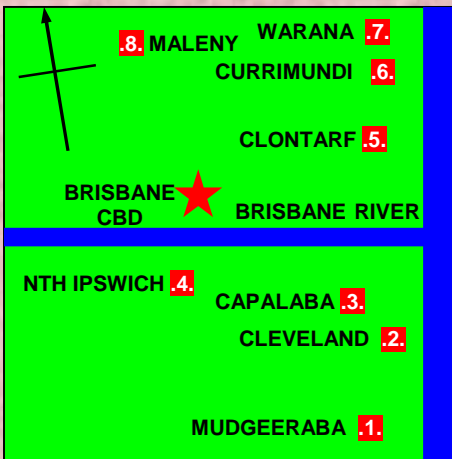 WARANA .7.
.8. MALENY
CURRIMUNDI .6.
CLONTARF .5.
BRISBANE
CBD
BRISBANE RIVER
NTH IPSWICH .4.
CAPALABA .3.
CLEVELAND .2.
MUDGEERABA .1.